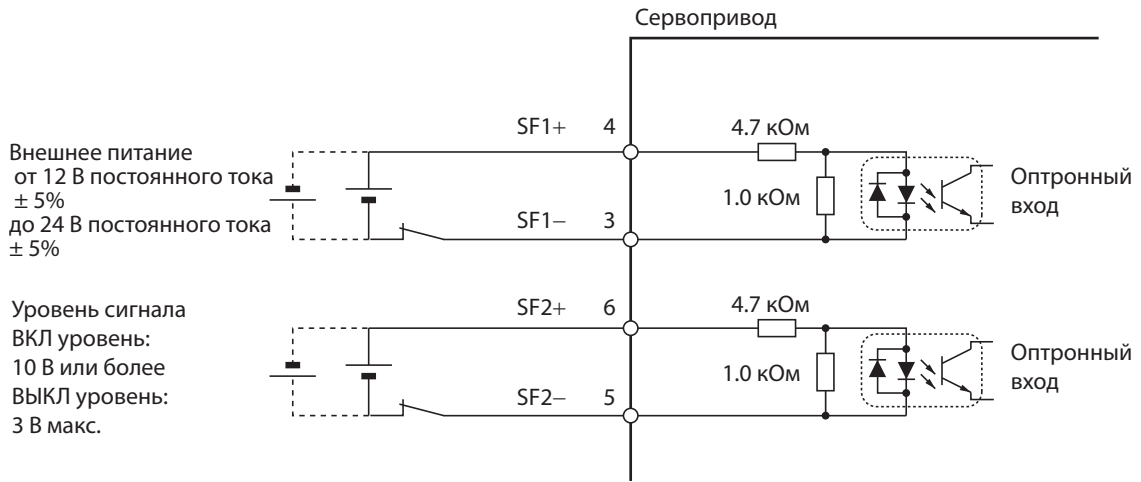 Сервопривод
SF1+ 4
4.7 кОм
Внешнее питание
от 12 В постоянного тока
± 5%
до 24 В постоянного тока
± 5%
1.0 кОм
Оптронный
вход
SF1− 3
Уровень сигнала
ВКЛ уровень:
10 В или более
ВЫКЛ уровень:
3 В макс.
SF2+ 6
4.7 кОм
1.0 кОм
Оптронный
вход
SF2− 5